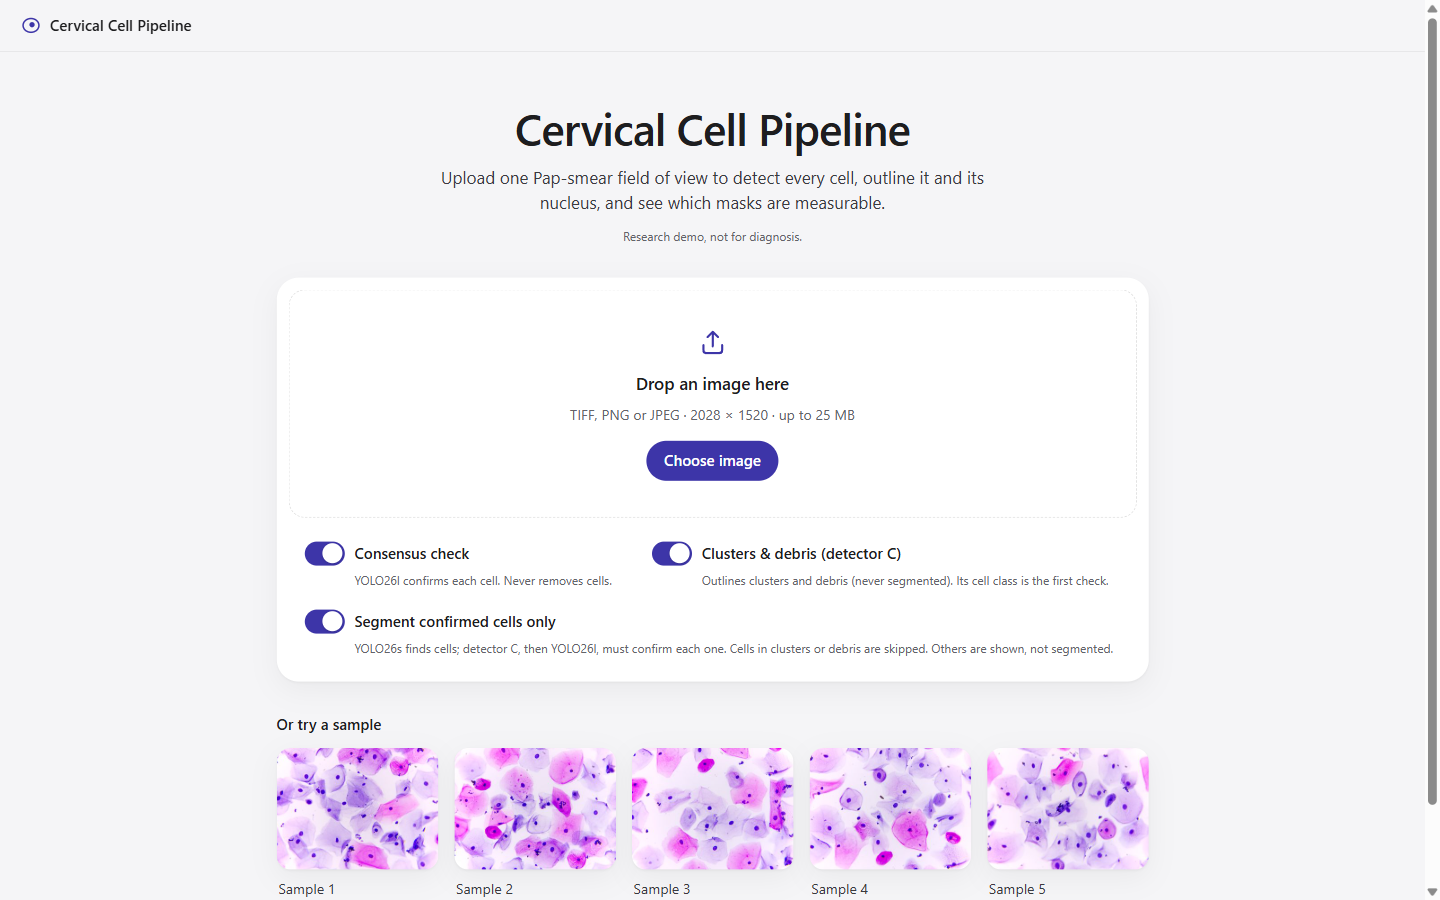 Cervical Cell Pipeline
Cervical Cell Pipeline
Upload one Pap-smear field of view to detect every cell, outline it and its
nucleus, and see which masks are measurable.
Research demo, not for diagnosis.
Drop an image here
TIFF, PNG or JPEG · 2028 × 1520 · up to 25 MB
Choose image
Consensus check
YOLO26l confirms each cell. Never removes cells.
Clusters & debris (detector C)
Outlines clusters and debris (never segmented). Its cell class is the first check.
Segment confirmed cells only
YOLO26s finds cells; detector C, then YOLO26l, must confirm each one. Cells in clusters or debris are skipped. Others are shown, not segmented.
Or try a sample
Sample 1
Sample 2
Sample 3
Sample 4
Sample 5